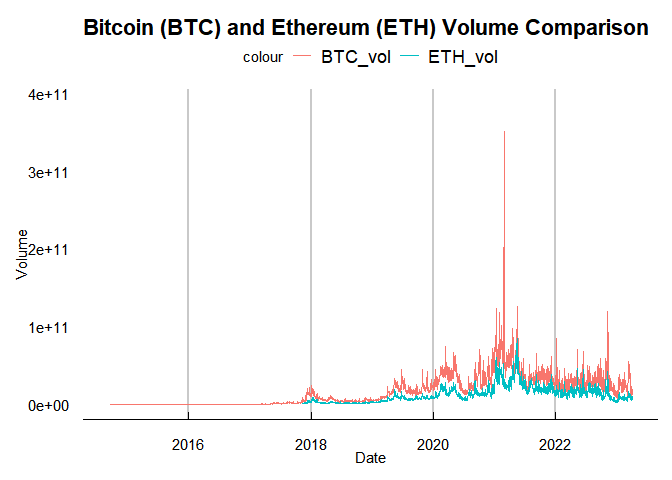 Bitcoin (BTC) and Ethereum (ETH) Volume Comparison
colour BTC_vol ETH_vol
4e+11
3e+11
2e+11
1e+11
0e+00
Volume
2016 2018 2020 2022
Date